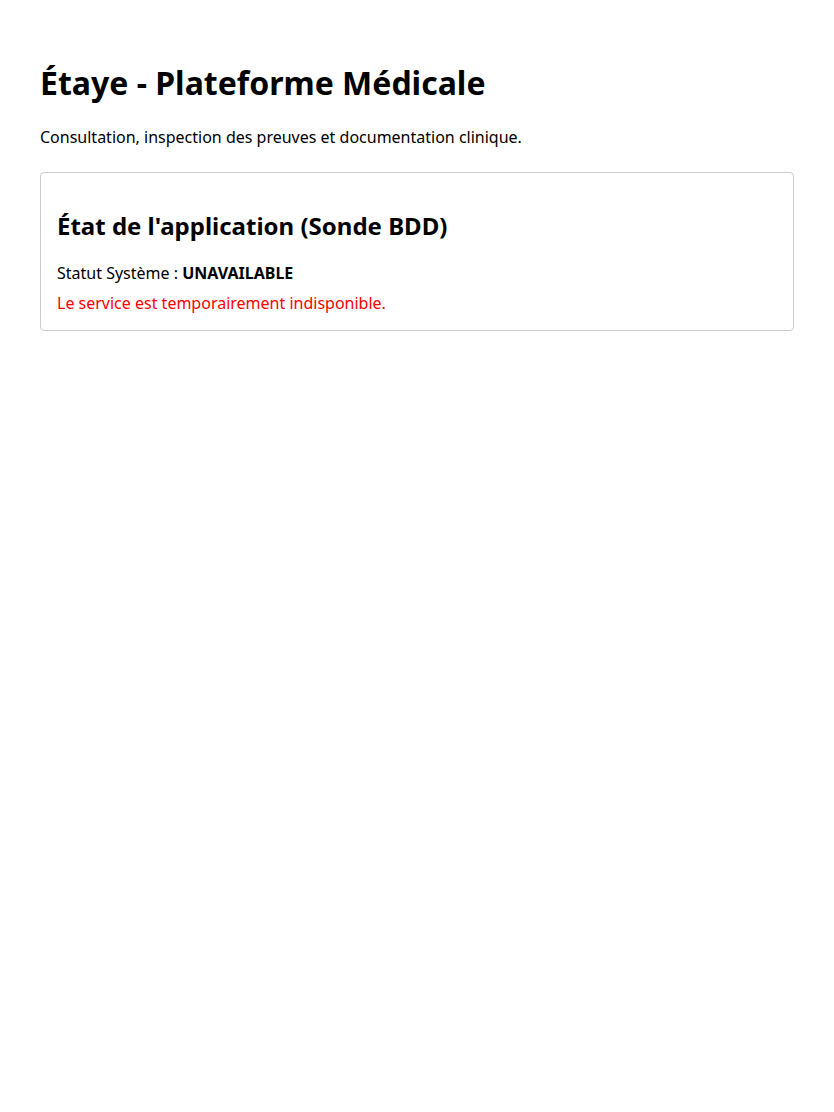 Étaye - Plateforme Médicale
Consultation, inspection des preuves et documentation clinique.
État de l'application (Sonde BDD)
Statut Système : UNAVAILABLE
Le service est temporairement indisponible.